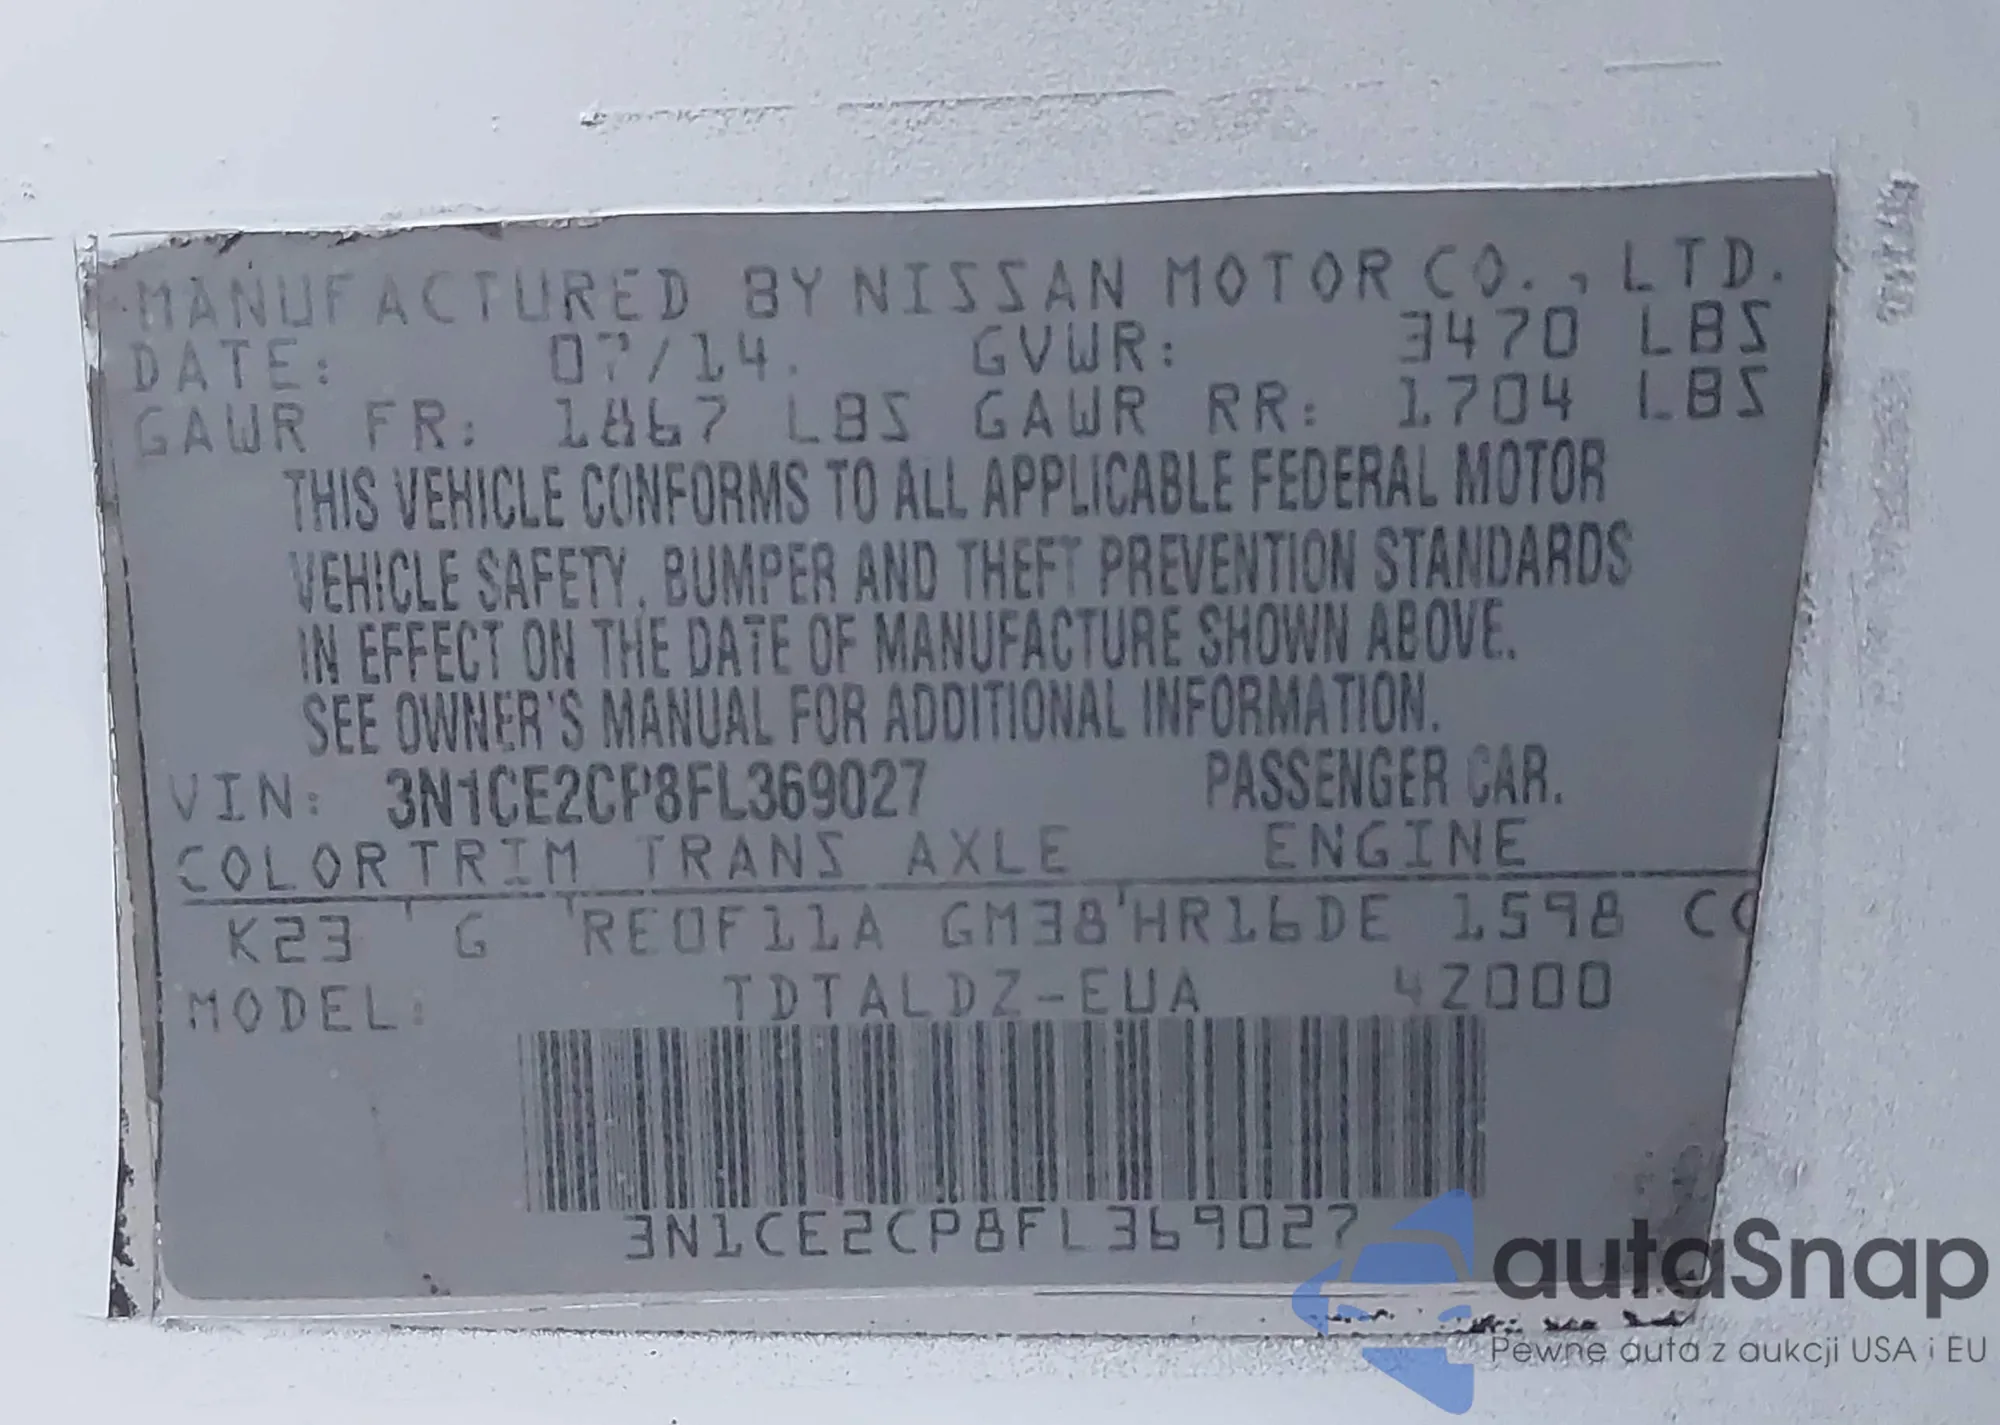 MANUFACTURED BY NISSAN MOTOR CO., LTD.
DATE: 07/14. GVWR: 3470 LBS
GAWR FR: 1867 LBS GAWR RR: 1704 LBS
THIS VEHICLE CONFORMS TO ALL APPLICABLE FEDERAL MOTOR
VEHICLE SAFETY, BUMPER AND THEFT PREVENTION STANDARDS
IN EFFECT ON THE DATE OF MANUFACTURE SHOWN ABOVE.
SEE OWNER'S MANUAL FOR ADDITIONAL INFORMATION.
VIN: 3N1CE2CP8FL369027 PASSENGER CAR.
COLOR TRIM TRANS AXLE ENGINE
K23 G RE0F11A GM38 HR16DE 1598 CC
MODEL: TDTALDZ-EUA 42000
3N1CE2CP8FL369027
autaSnap
Pewne auta z aukcji USA i EU